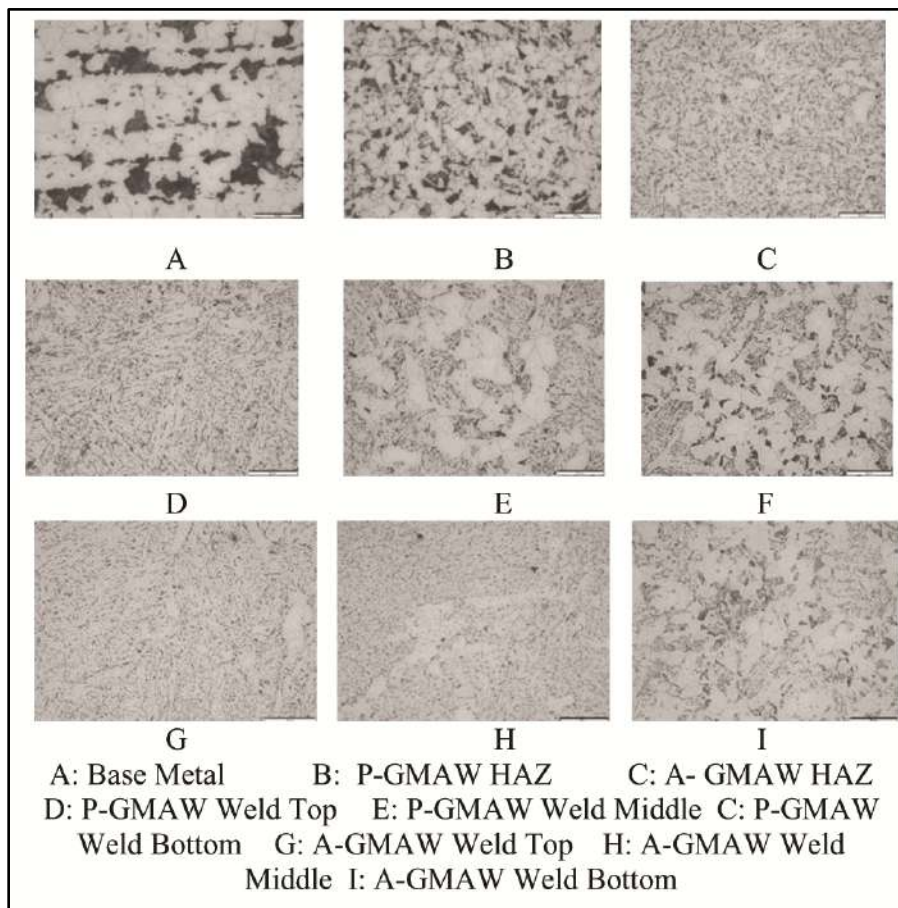 A B C
D E F
G H I
A: Base Metal B: P-GMAW HAZ C: A- GMAW HAZ
D: P-GMAW Weld Top E: P-GMAW Weld Middle C: P-GMAW
Weld Bottom G: A-GMAW Weld Top H: A-GMAW Weld
Middle I: A-GMAW Weld Bottom